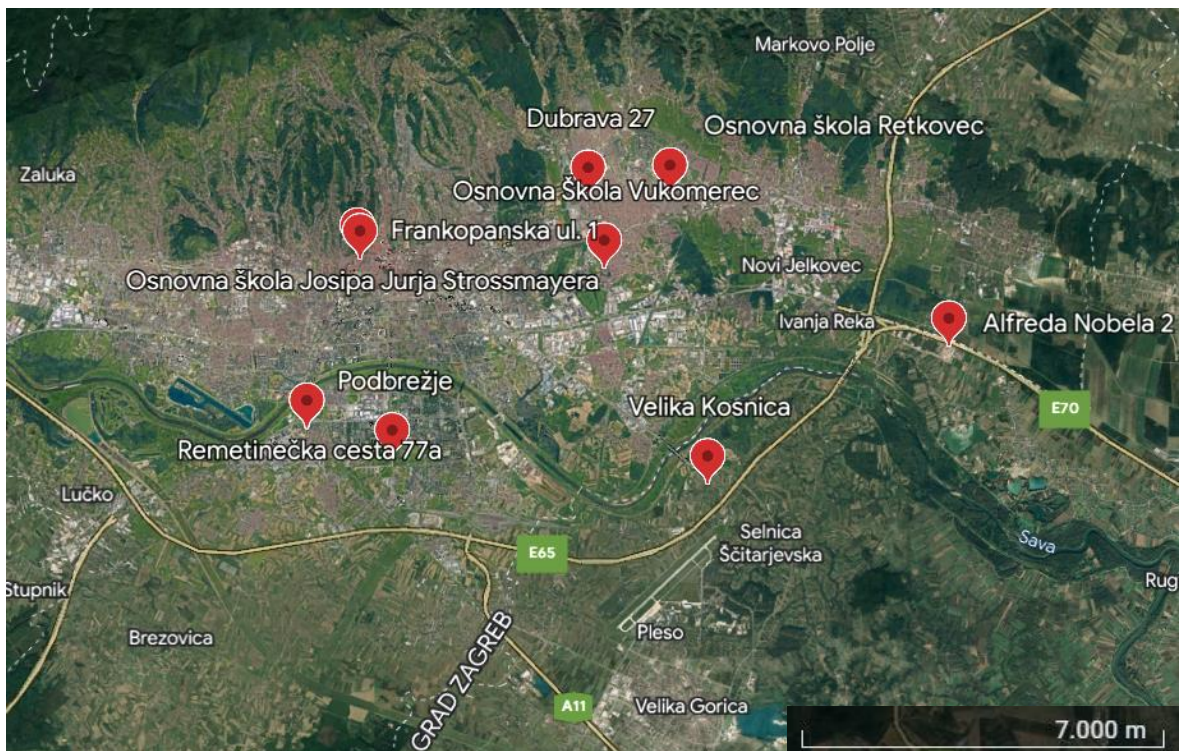 Markovo Polje
Dubrava 27
Osnovna škola Retkovec
Zaluka
Osnovna Škola Vukomerec
Frankopanska ul. 1
Osnovna škola Josipa Jurja Strossmayera
Novi Jelkovec
Ivanja Reka
Alfreda Nobela 2
Podbrežje
Velika Kosnica
E70
Remetinečka cesta 77a
Lučko
Selnica
Ščitarjevska
Sava
E65
Stupnik
Rug
Brezovica
Pleso
GRAD ZAGREB
A11
Velika Gorica
7.000 m